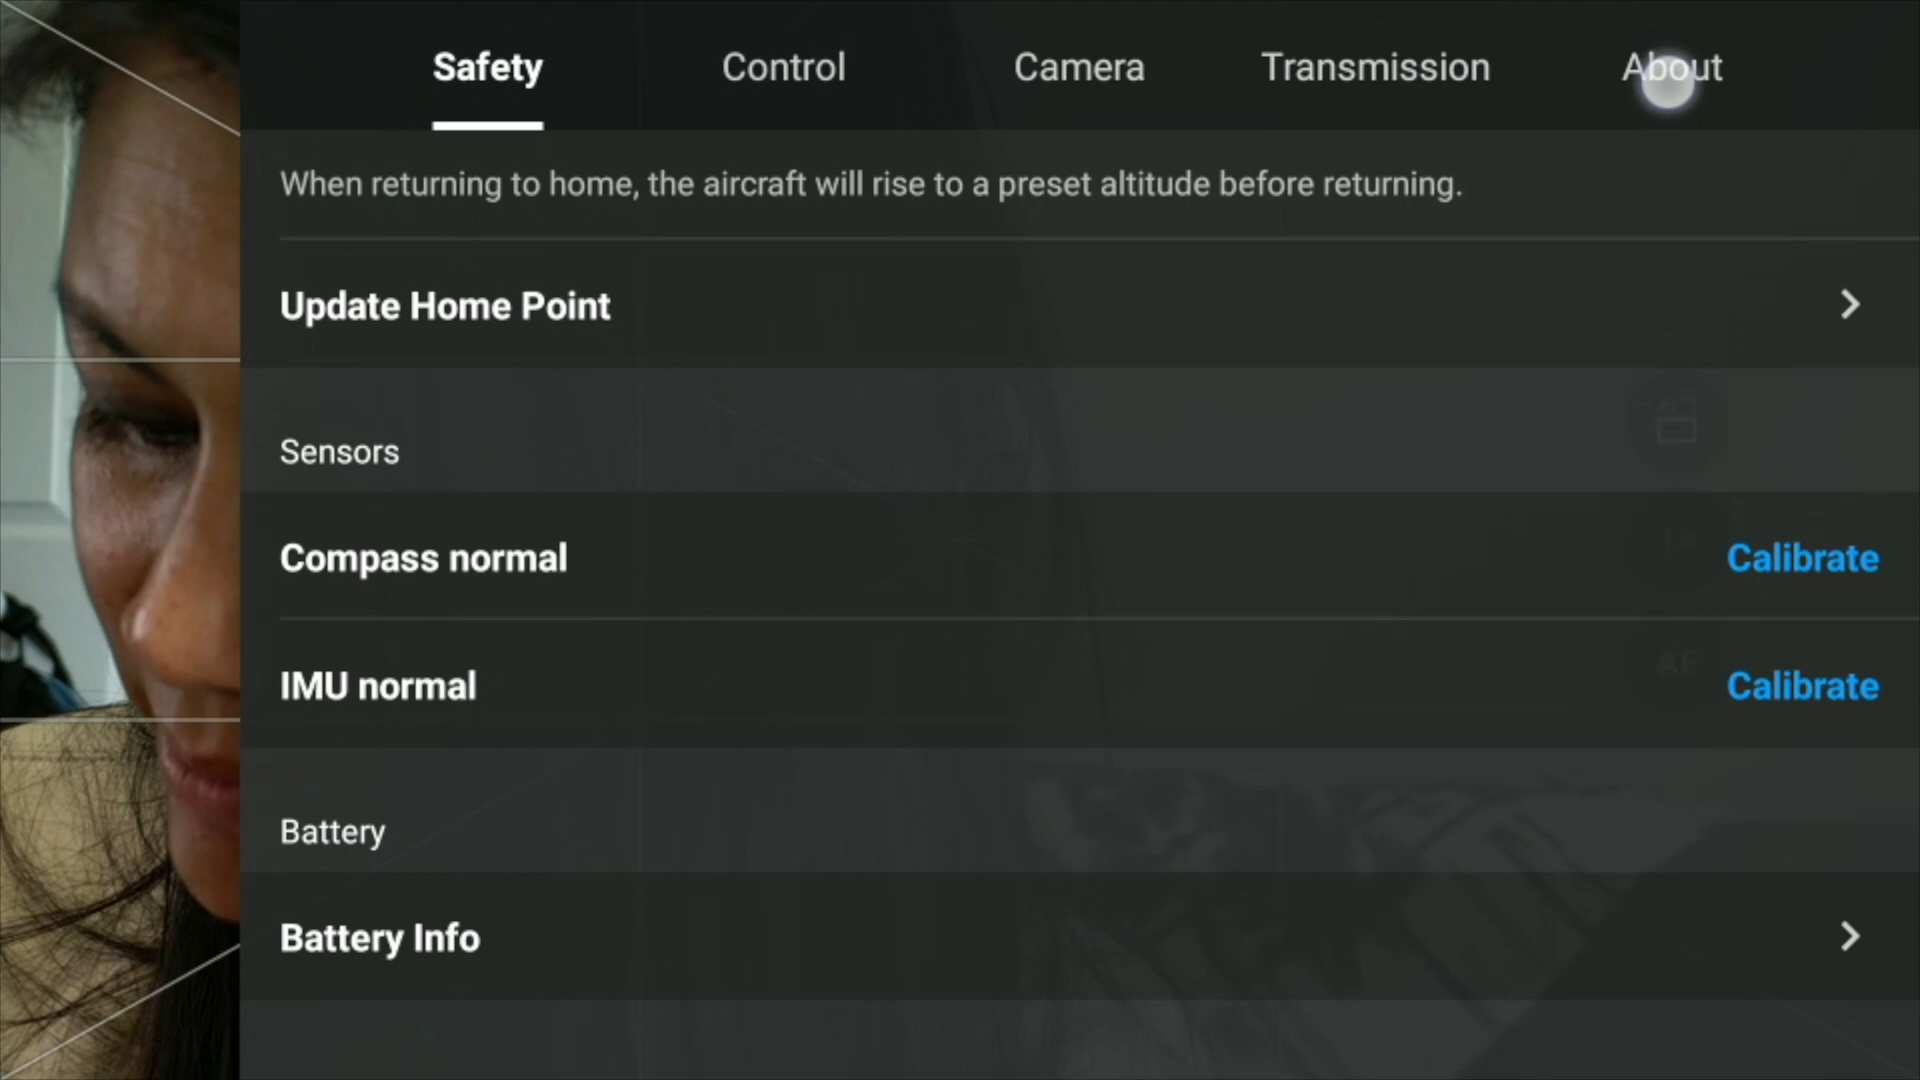 Safety Control Camera Transmission About
When returning to home, the aircraft will rise to a preset altitude before returning.
Update Home Point
Sensors
Compass normal Calibrate
IMU normal Calibrate
AF
Battery
Battery Info